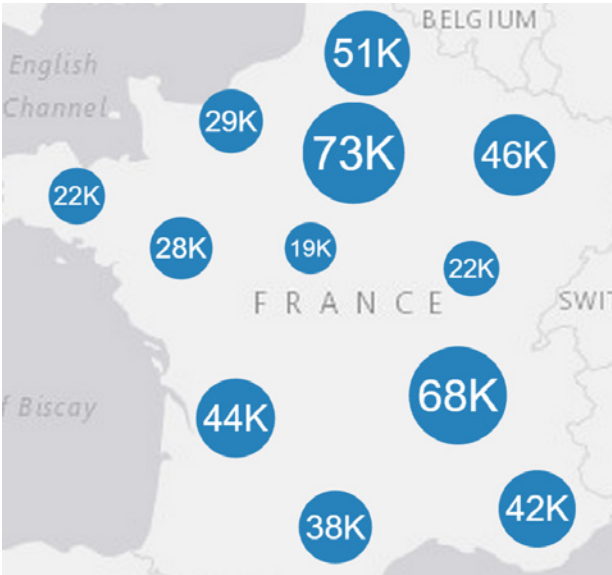 BELGIUM
51K
English
Channel
29K
73K
46K
22K
28K
19K
22K
FRANCE
SWIT
68K
f Biscay
44K
42K
38K